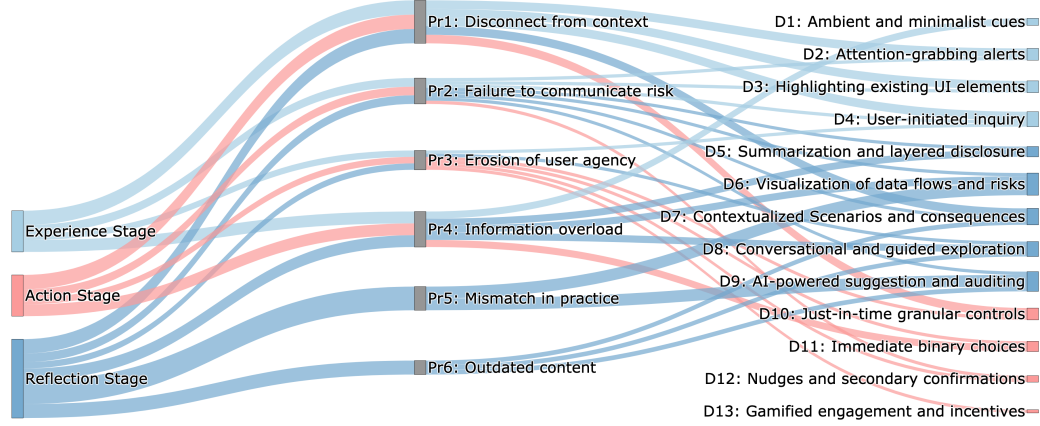 Experience Stage
Action Stage
Reflection Stage
Pr1: Disconnect from context
Pr2: Failure to communicate risk
Pr3: Erosion of user agency
Pr4: Information overload
Pr5: Mismatch in practice
Pr6: Outdated content
D1: Ambient and minimalist cues
D2: Attention-grabbing alerts
D3: Highlighting existing UI elements
D4: User-initiated inquiry
D5: Summarization and layered disclosure
D6: Visualization of data flows and risks
D7: Contextualized Scenarios and consequences
D8: Conversational and guided exploration
D9: AI-powered suggestion and auditing
D10: Just-in-time granular controls
D11: Immediate binary choices
D12: Nudges and secondary confirmations
D13: Gamified engagement and incentives